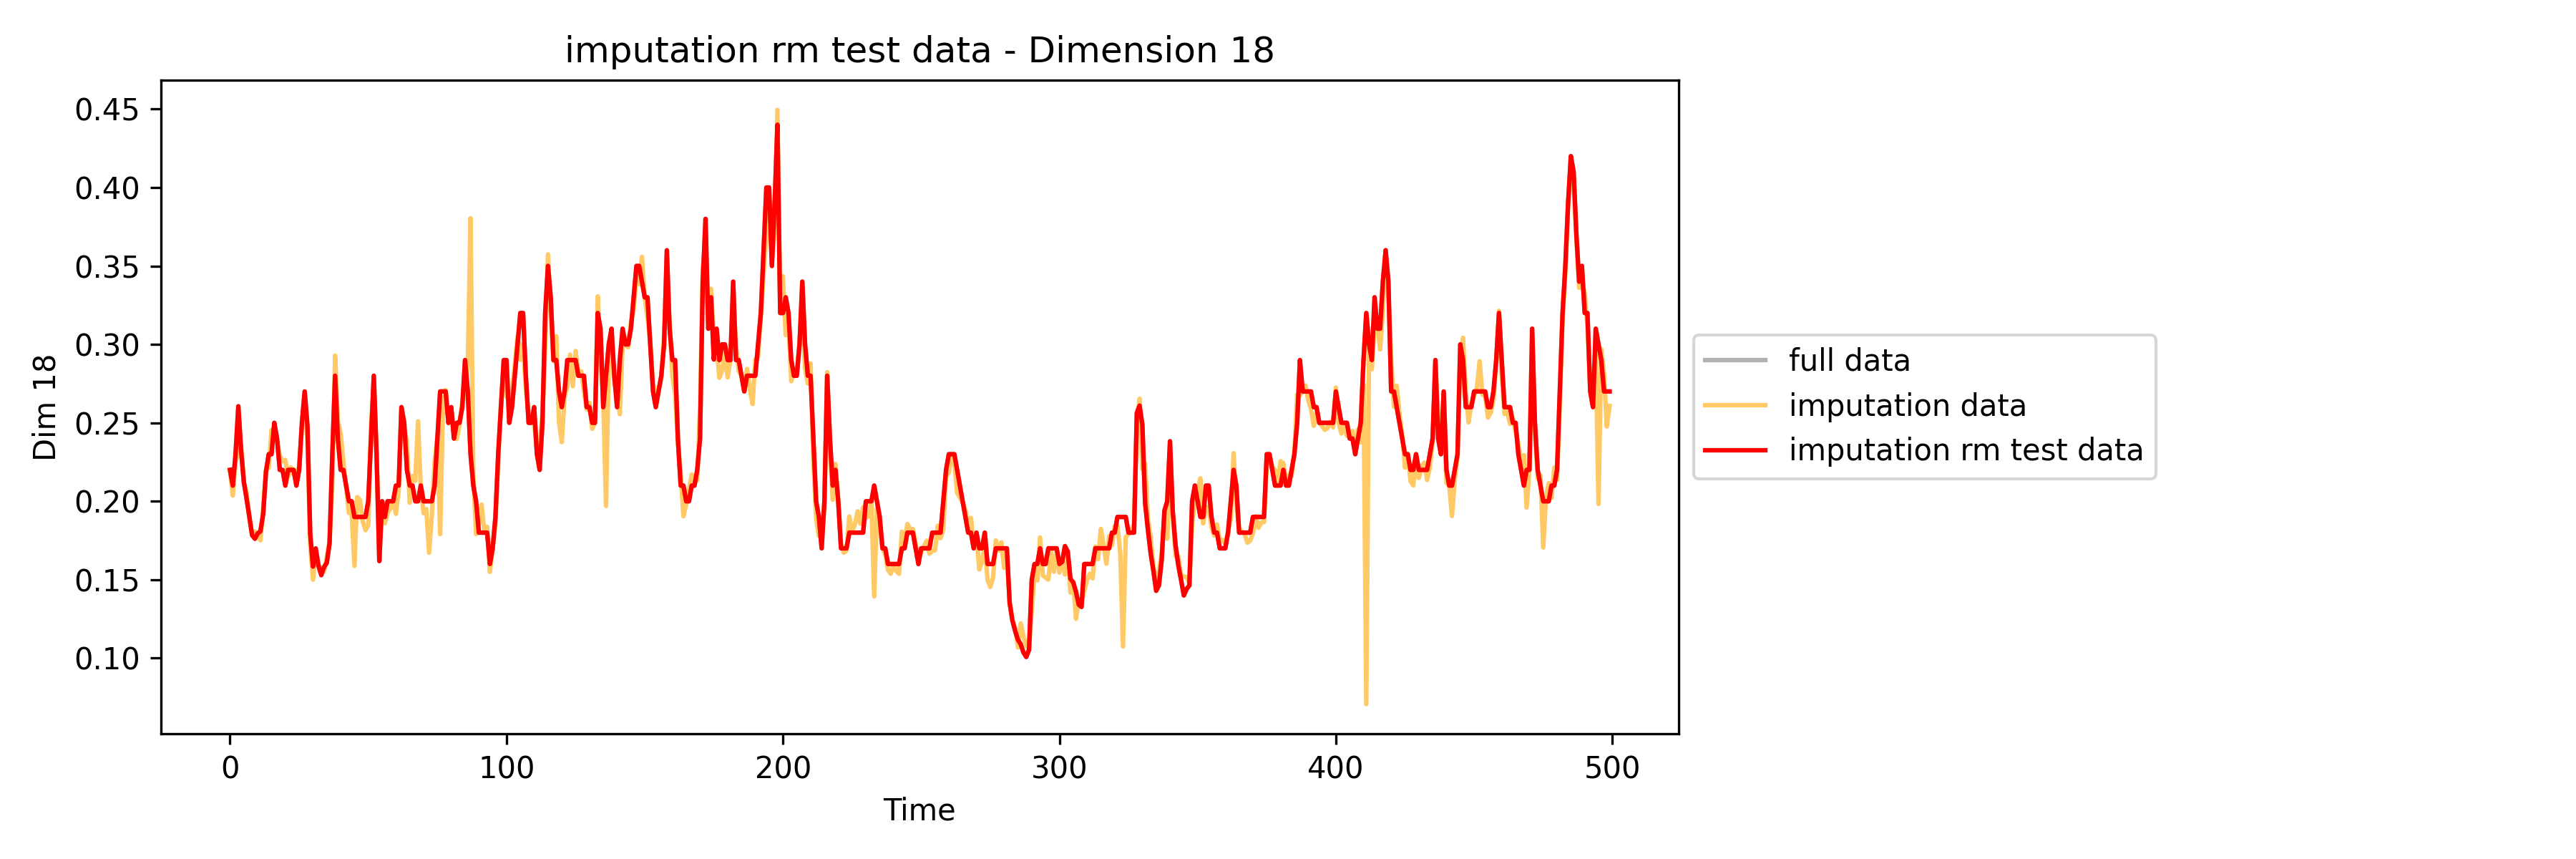 imputation rm test data - Dimension 18
0.45
0.40
0.35
0.30
0.25
0.20
0.15
0.10
Dim 18
0 100 200 300 400 500
Time
full data
imputation data
imputation rm test data